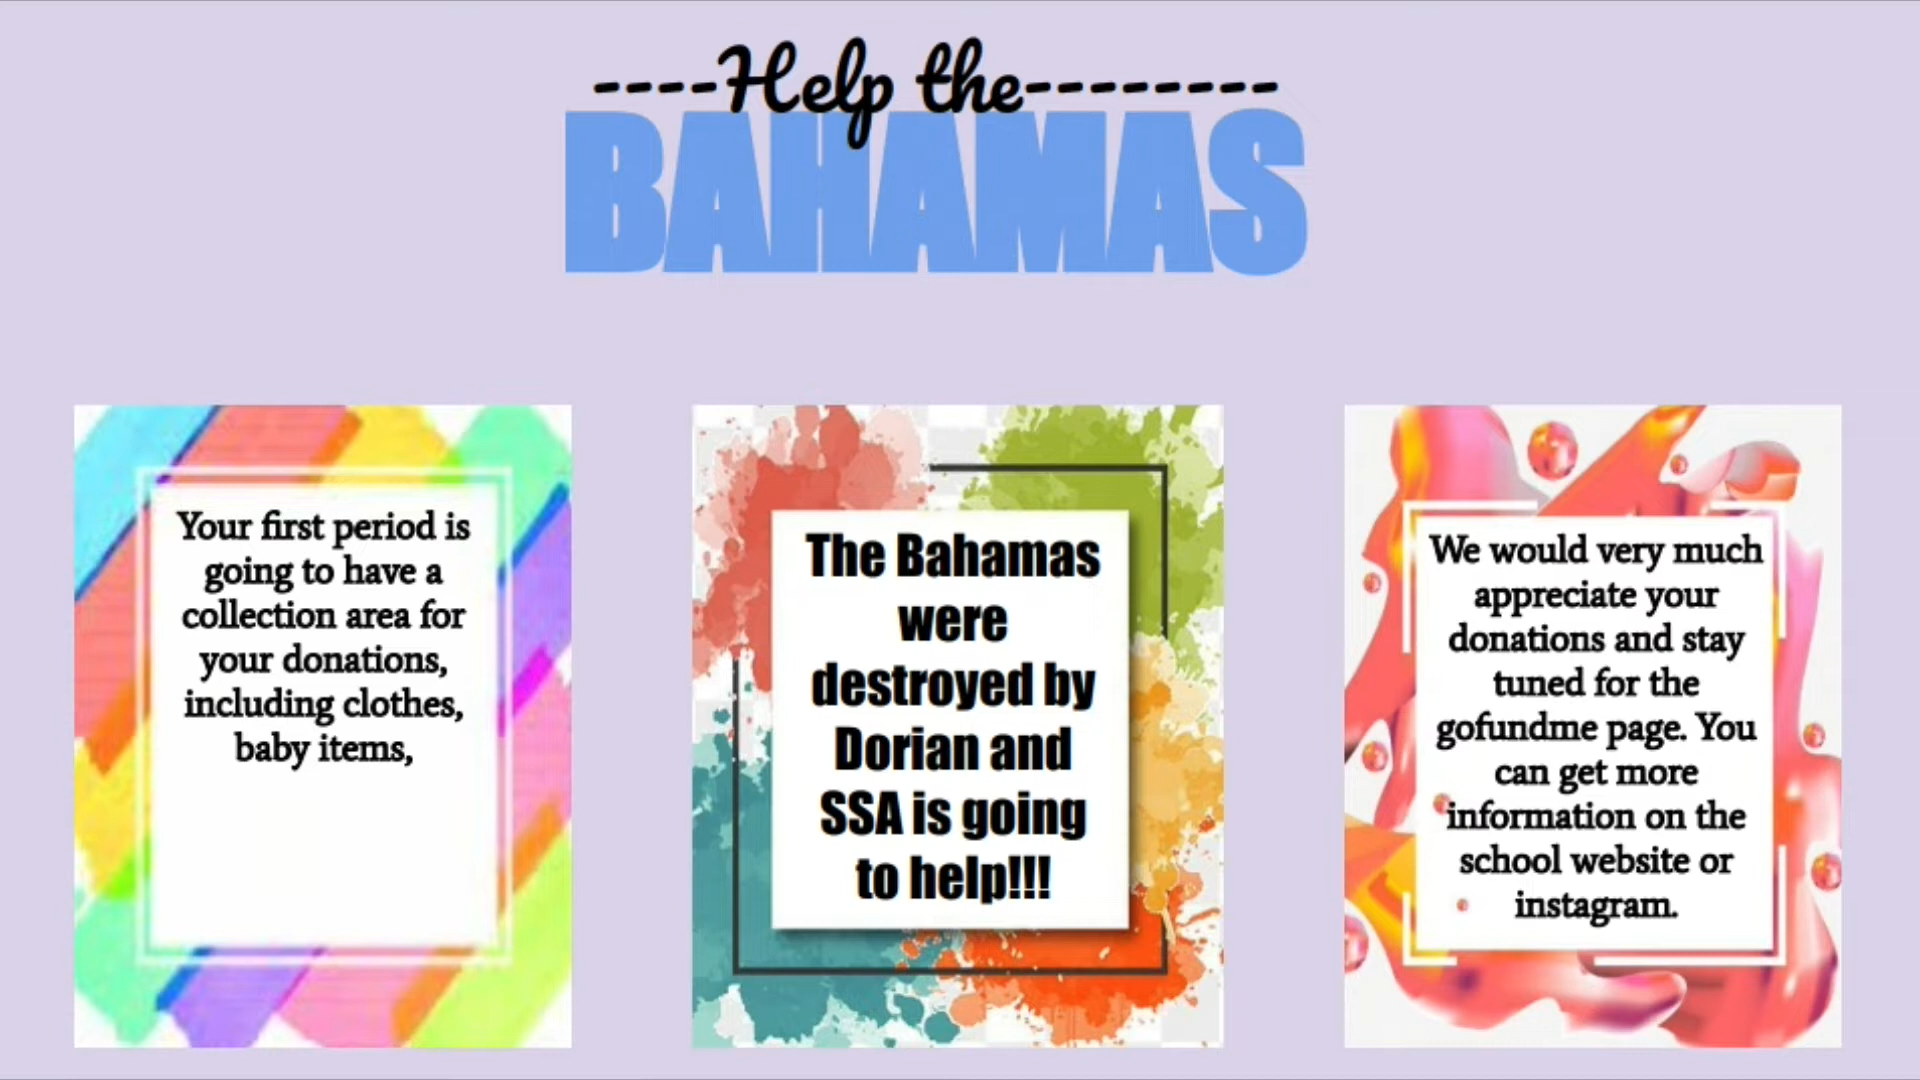 ----Help the--------
BAHAMAS
Your first period is
going to have a
collection area for
your donations,
including clothes,
baby items,
The Bahamas
were
destroyed by
Dorian and
SSA is going
to help!!!
We would very much
appreciate your
donations and stay
tuned for the
gofundme page. You
can get more
information on the
school website or
instagram.